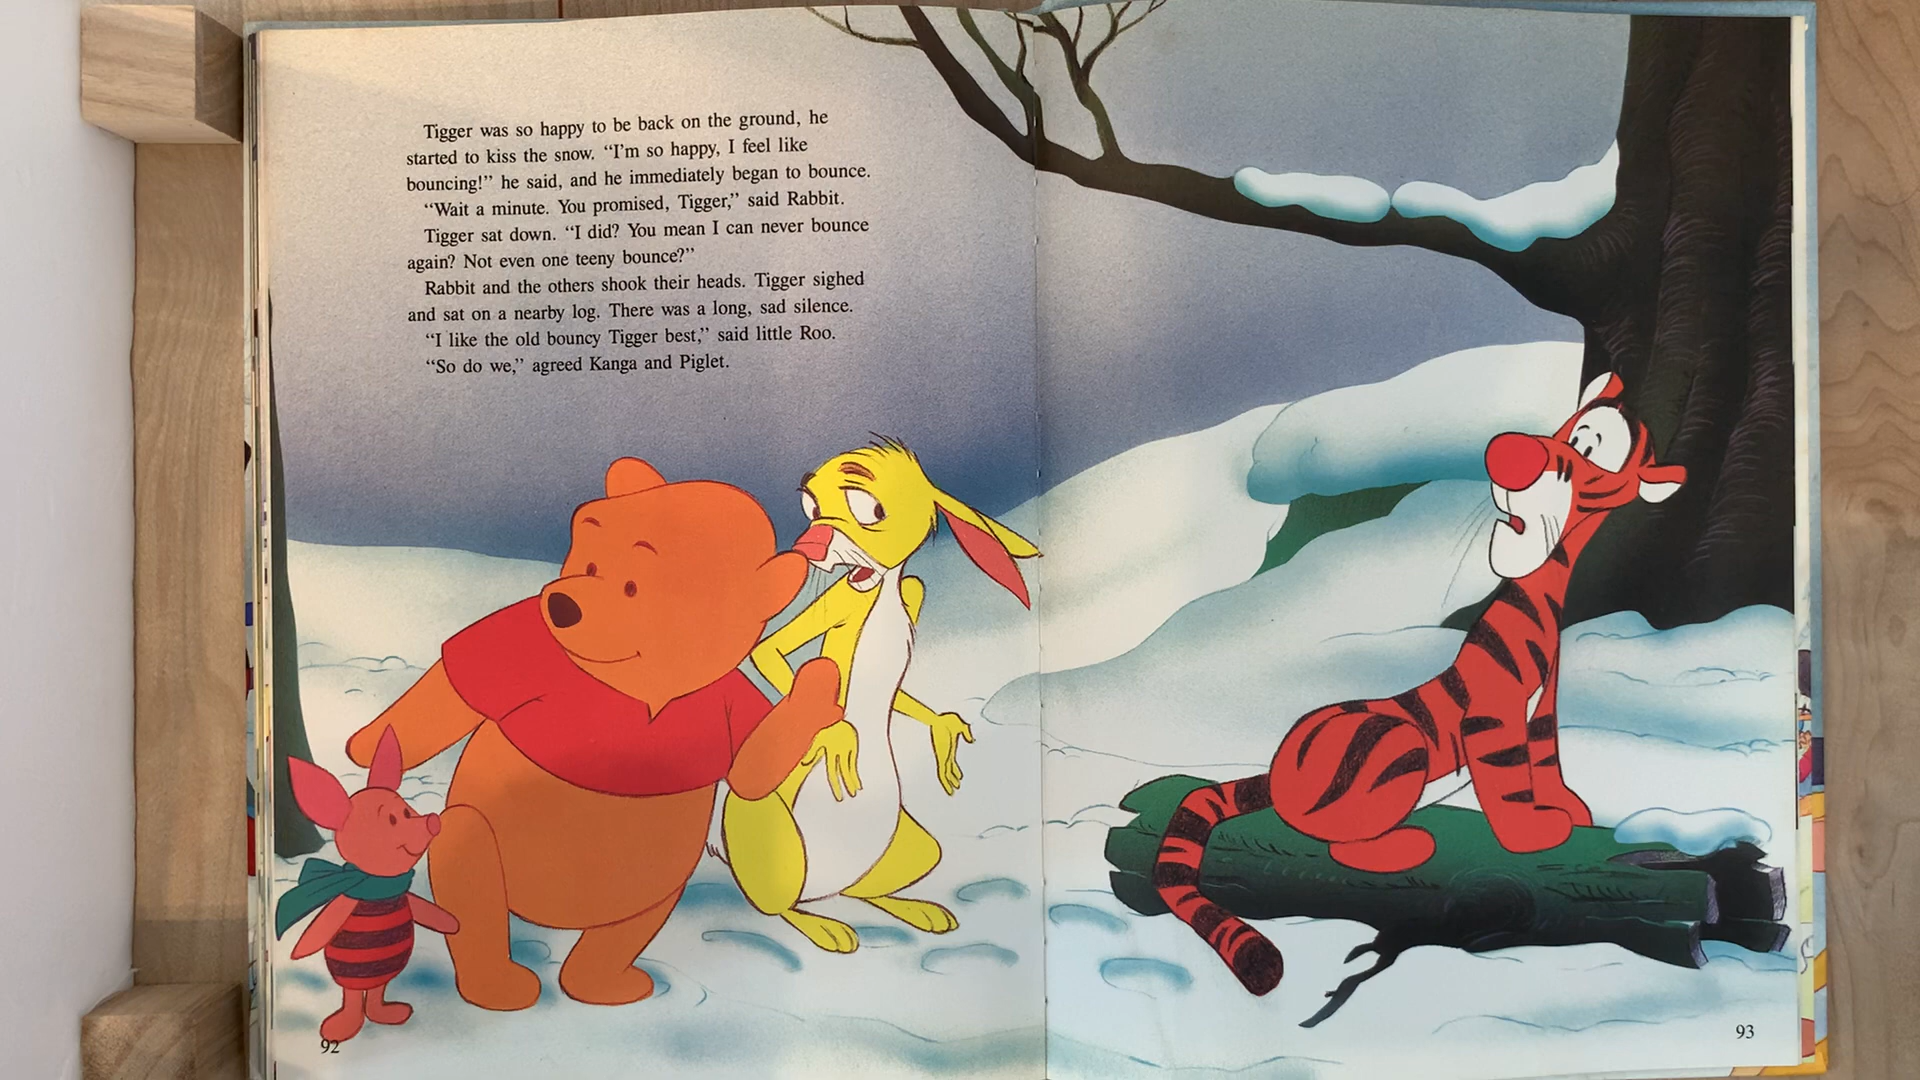 Tigger was so happy to be back on the ground, he
started to kiss the snow. “I'm so happy, I feel like
bouncing!” he said, and he immediately began to bounce.
“Wait a minute. You promised, Tigger,” said Rabbit.
Tigger sat down. “I did? You mean I can never bounce
again? Not even one teeny bounce?”
Rabbit and the others shook their heads. Tigger sighed
and sat on a nearby log. There was a long, sad silence.
“I like the old bouncy Tigger best,” said little Roo.
“So do we,” agreed Kanga and Piglet.
92
93